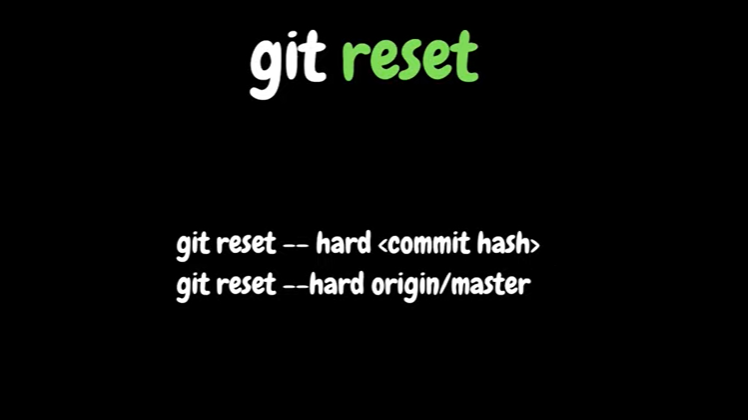 git reset
git reset -- hard <commit hash>
git reset --hard origin/master